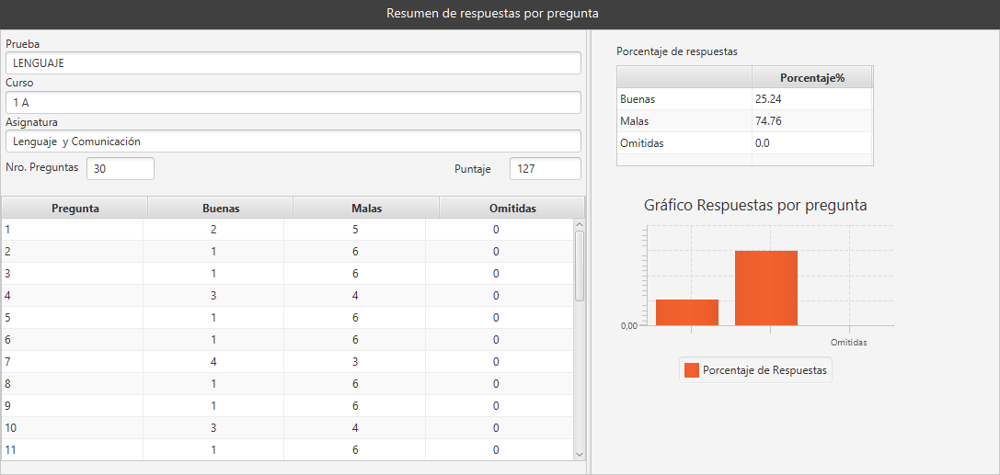 Resumen de respuestas por pregunta
Prueba
LENGUAJE
Curso
1 A
Asignatura
Lenguaje y Comunicación
Nro. Preguntas 30 Puntaje 127
Pregunta Buenas Malas Omitidas
1 2 5 0
2 1 6 0
3 1 6 0
4 3 4 0
5 1 6 0
6 1 6 0
7 4 3 0
8 1 6 0
9 1 6 0
10 3 4 0
11 1 6 0
Porcentaje de respuestas
Porcentaje%
Buenas 25.24
Malas 74.76
Omitidas 0.0
Gráfico Respuestas por pregunta
0,00
Omitidas
Porcentaje de Respuestas